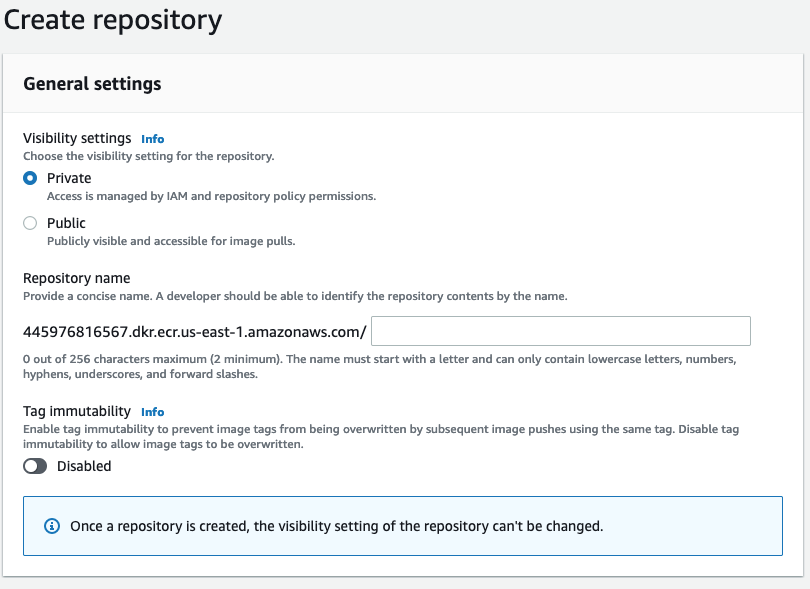 Create repository
General settings
Visibility settings Info
Choose the visibility setting for the repository.
Private
Access is managed by IAM and repository policy permissions.
Public
Publicly visible and accessible for image pulls.
Repository name
Provide a concise name. A developer should be able to identify the repository contents by the name.
445976816567.dkr.ecr.us-east-1.amazonaws.com/
0 out of 256 characters maximum (2 minimum). The name must start with a letter and can only contain lowercase letters, numbers,
hyphens, underscores, and forward slashes.
Tag immutability Info
Enable tag immutability to prevent image tags from being overwritten by subsequent image pushes using the same tag. Disable tag
immutability to allow image tags to be overwritten.
Disabled
Once a repository is created, the visibility setting of the repository can't be changed.